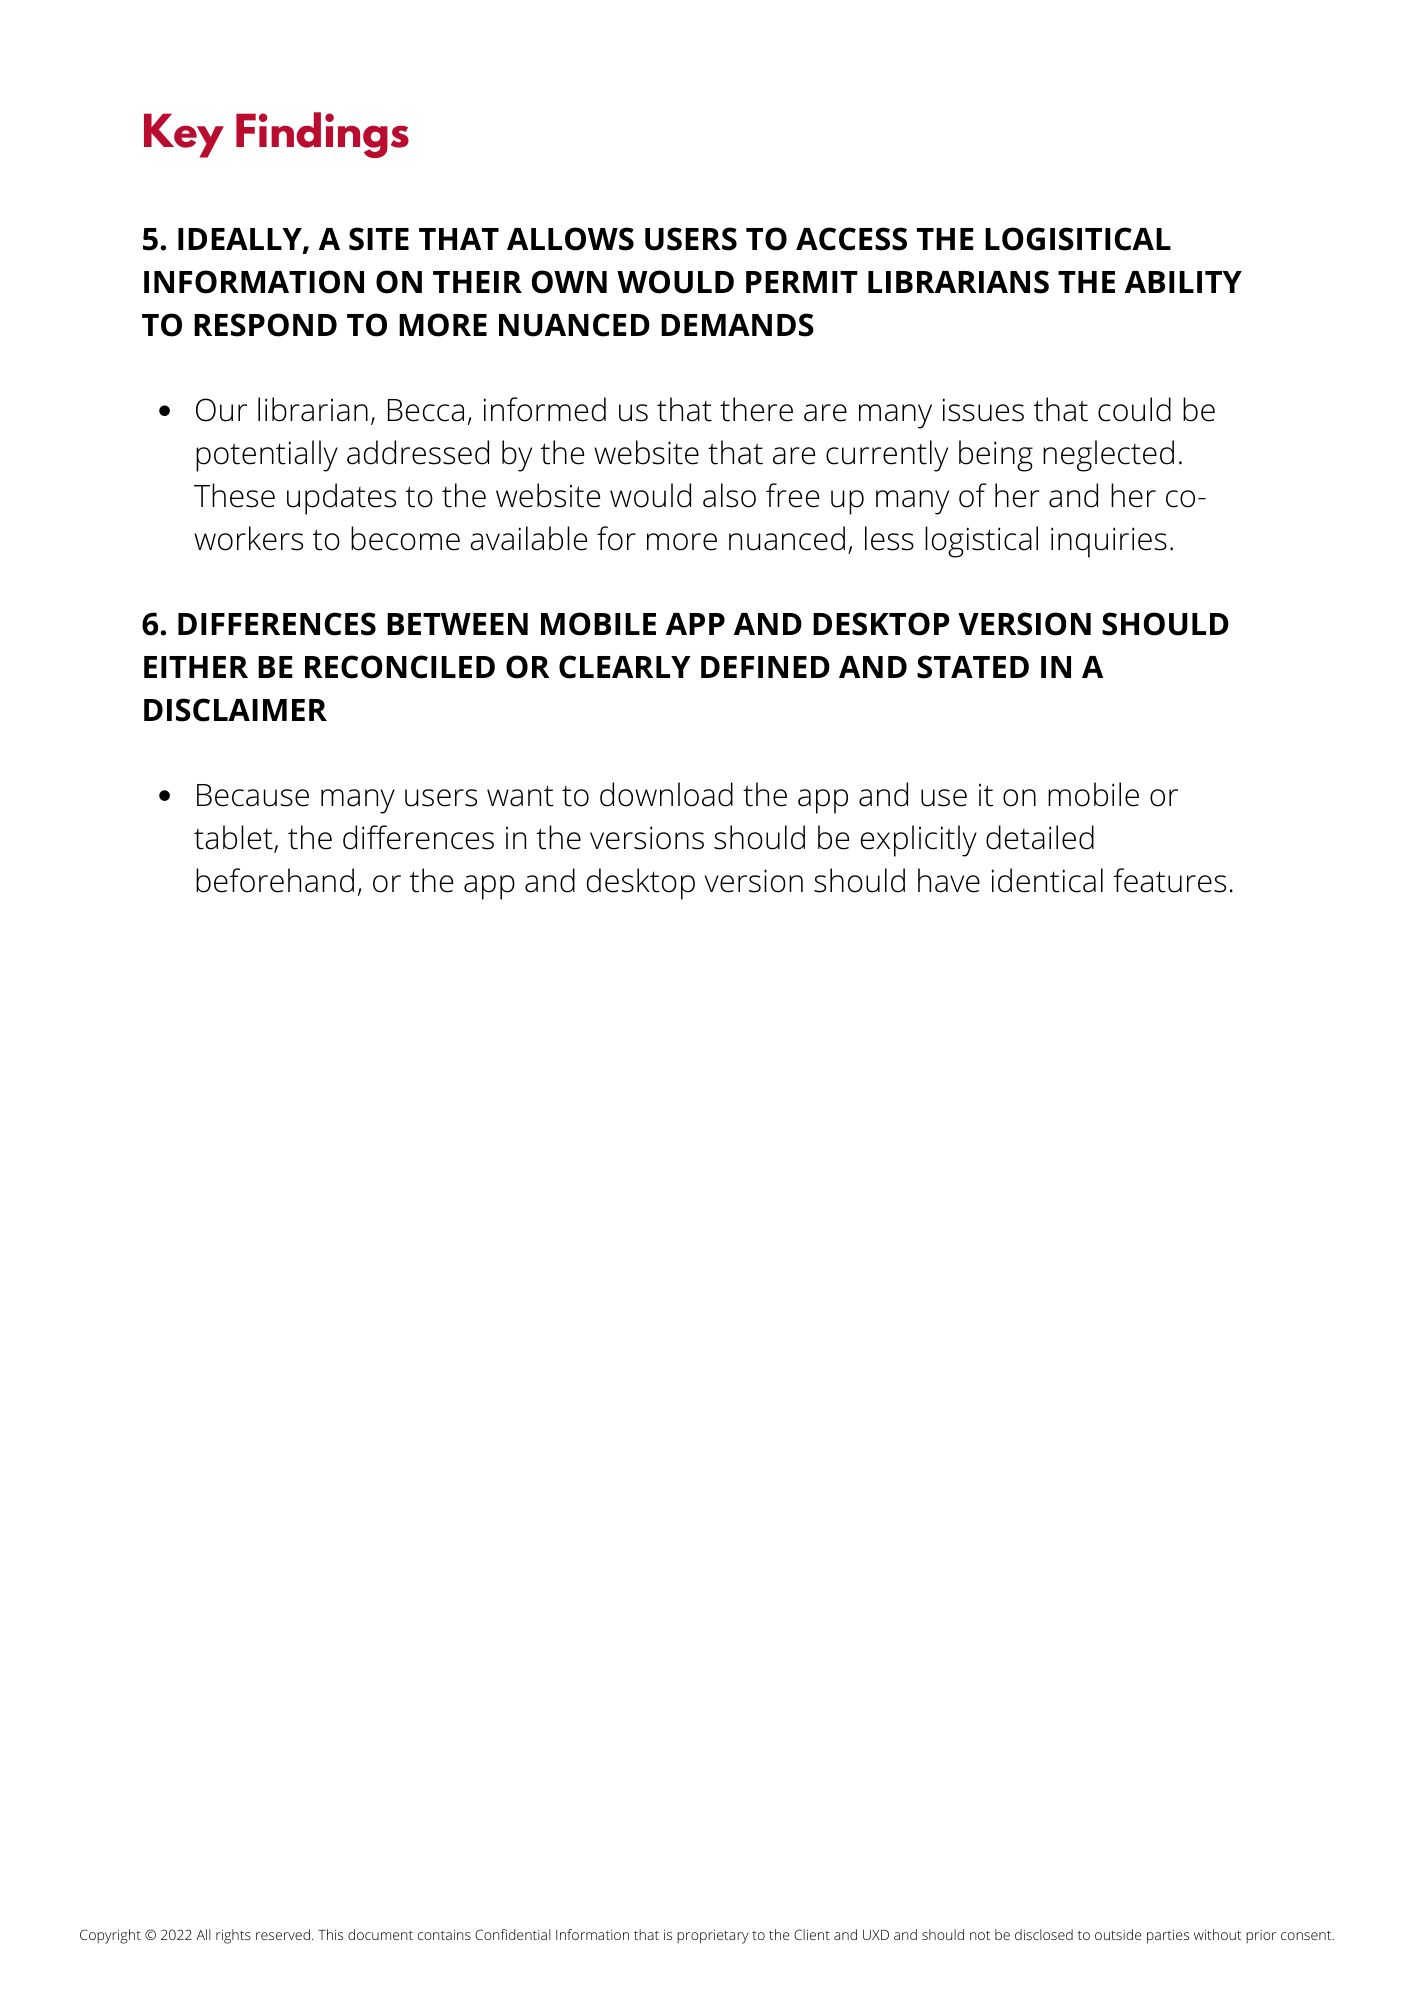 Key Findings
5. IDEALLY, A SITE THAT ALLOWS USERS TO ACCESS THE LOGISITICAL
INFORMATION ON THEIR OWN WOULD PERMIT LIBRARIANS THE ABILITY
TO RESPOND TO MORE NUANCED DEMANDS
• Our librarian, Becca, informed us that there are many issues that could be
potentially addressed by the website that are currently being neglected.
These updates to the website would also free up many of her and her co-
workers to become available for more nuanced, less logistical inquiries.
6. DIFFERENCES BETWEEN MOBILE APP AND DESKTOP VERSION SHOULD
EITHER BE RECONCILED OR CLEARLY DEFINED AND STATED IN A
DISCLAIMER
• Because many users want to download the app and use it on mobile or
tablet, the differences in the versions should be explicitly detailed
beforehand, or the app and desktop version should have identical features.
Copyright © 2022 All rights reserved. This document contains Confidential Information that is proprietary to the Client and UXD and should not be disclosed to outside parties without prior consent.